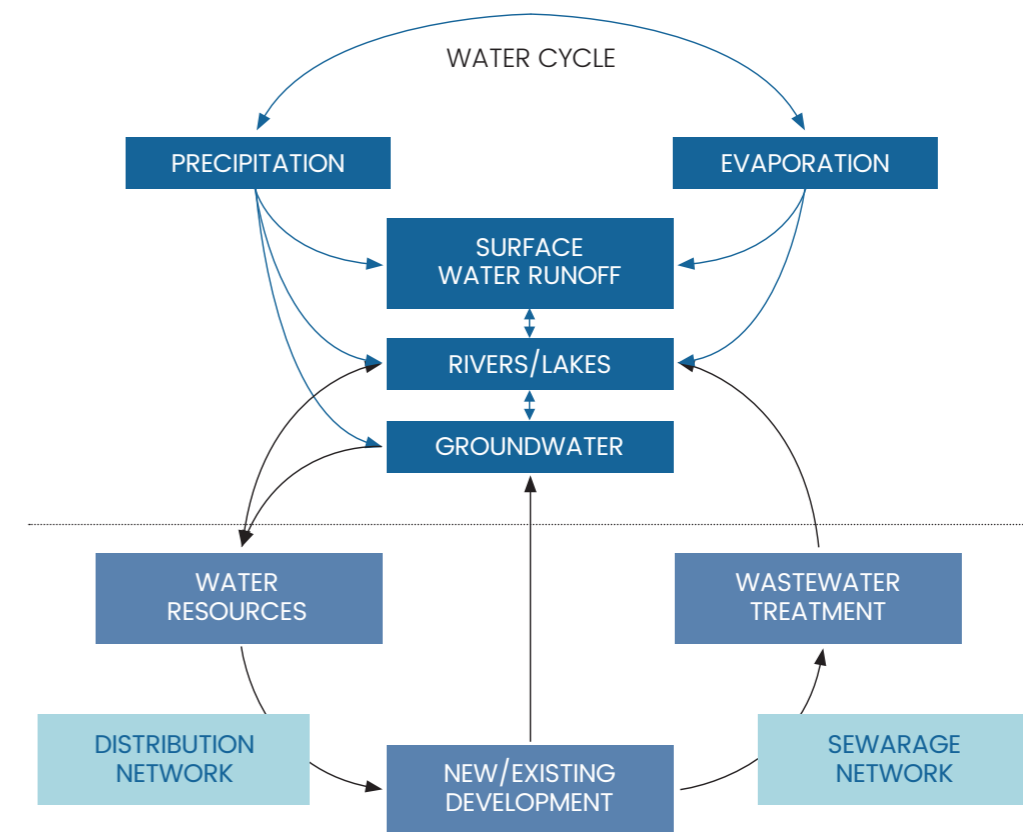 WATER CYCLE
PRECIPITATION
EVAPORATION
SURFACE
WATER RUNOFF
RIVERS/LAKES
GROUNDWATER
WATER
RESOURCES
WASTEWATER
TREATMENT
DISTRIBUTION
NETWORK
NEW/EXISTING
DEVELOPMENT
SEWARAGE
NETWORK